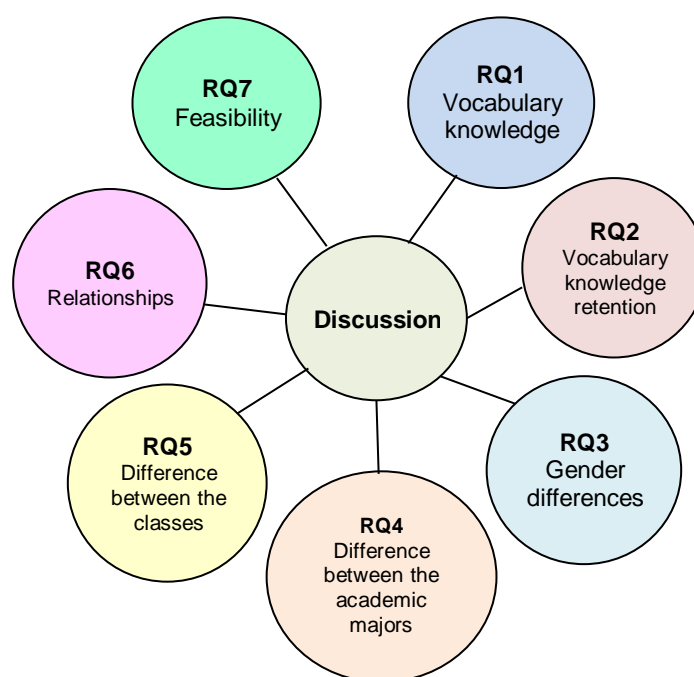 RQ7
Feasibility
RQ1
Vocabulary
knowledge
RQ2
Vocabulary
knowledge
retention
RQ6
Relationships
Discussion
RQ3
Gender
differences
RQ5
Difference
between the
classes
RQ4
Difference
between the
academic
majors